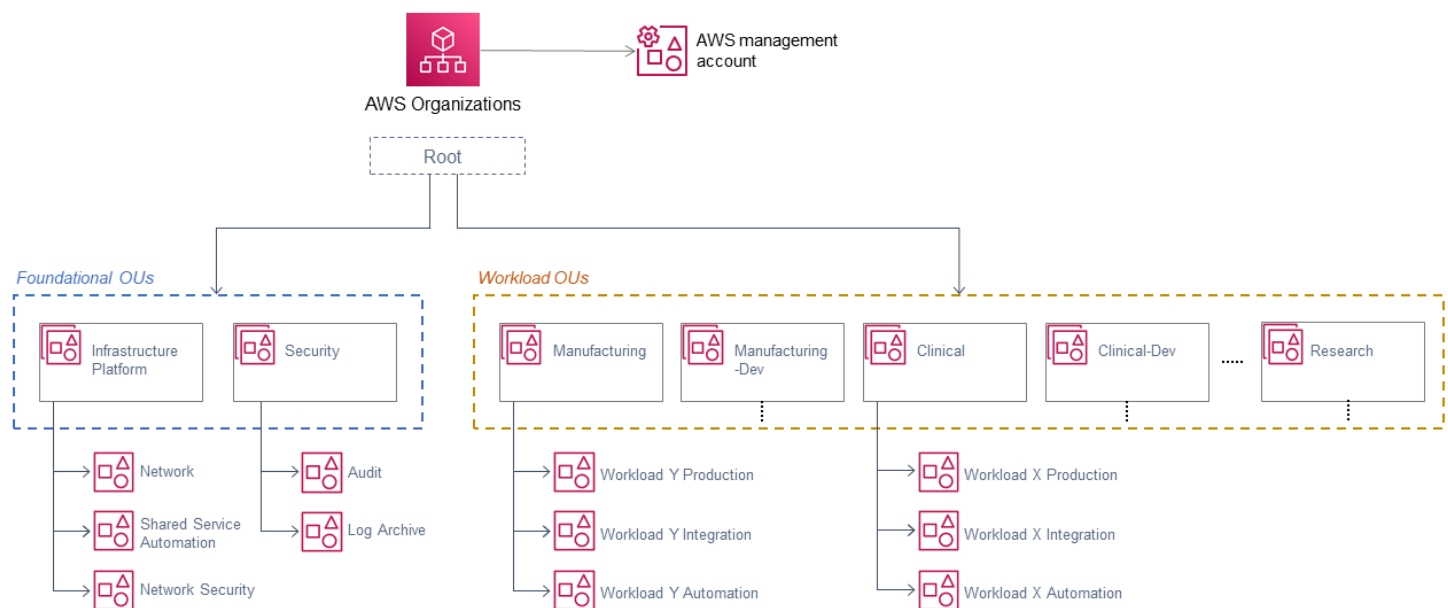 AWS management
account
AWS Organizations
Root
Foundational OUs
Workload OUs
Infrastructure
Platform
Security
Manufacturing
Manufacturing
-Dev
Clinical
Clinical-Dev
Research
Network
Shared Service
Automation
Network Security
Audit
Log Archive
Workload Y Production
Workload Y Integration
Workload Y Automation
Workload X Production
Workload X Integration
Workload X Automation